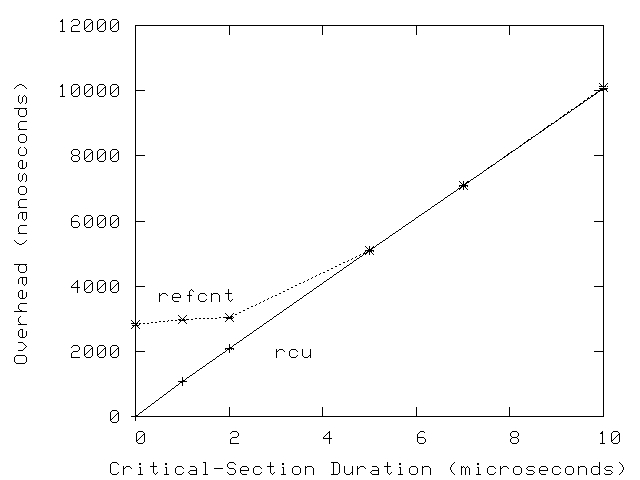 12000
10000
8000
6000
4000
2000
0
Overhead (nanoseconds)
refcnt
rcu
0 2 4 6 8 10
Critical-Section Duration (microseconds)